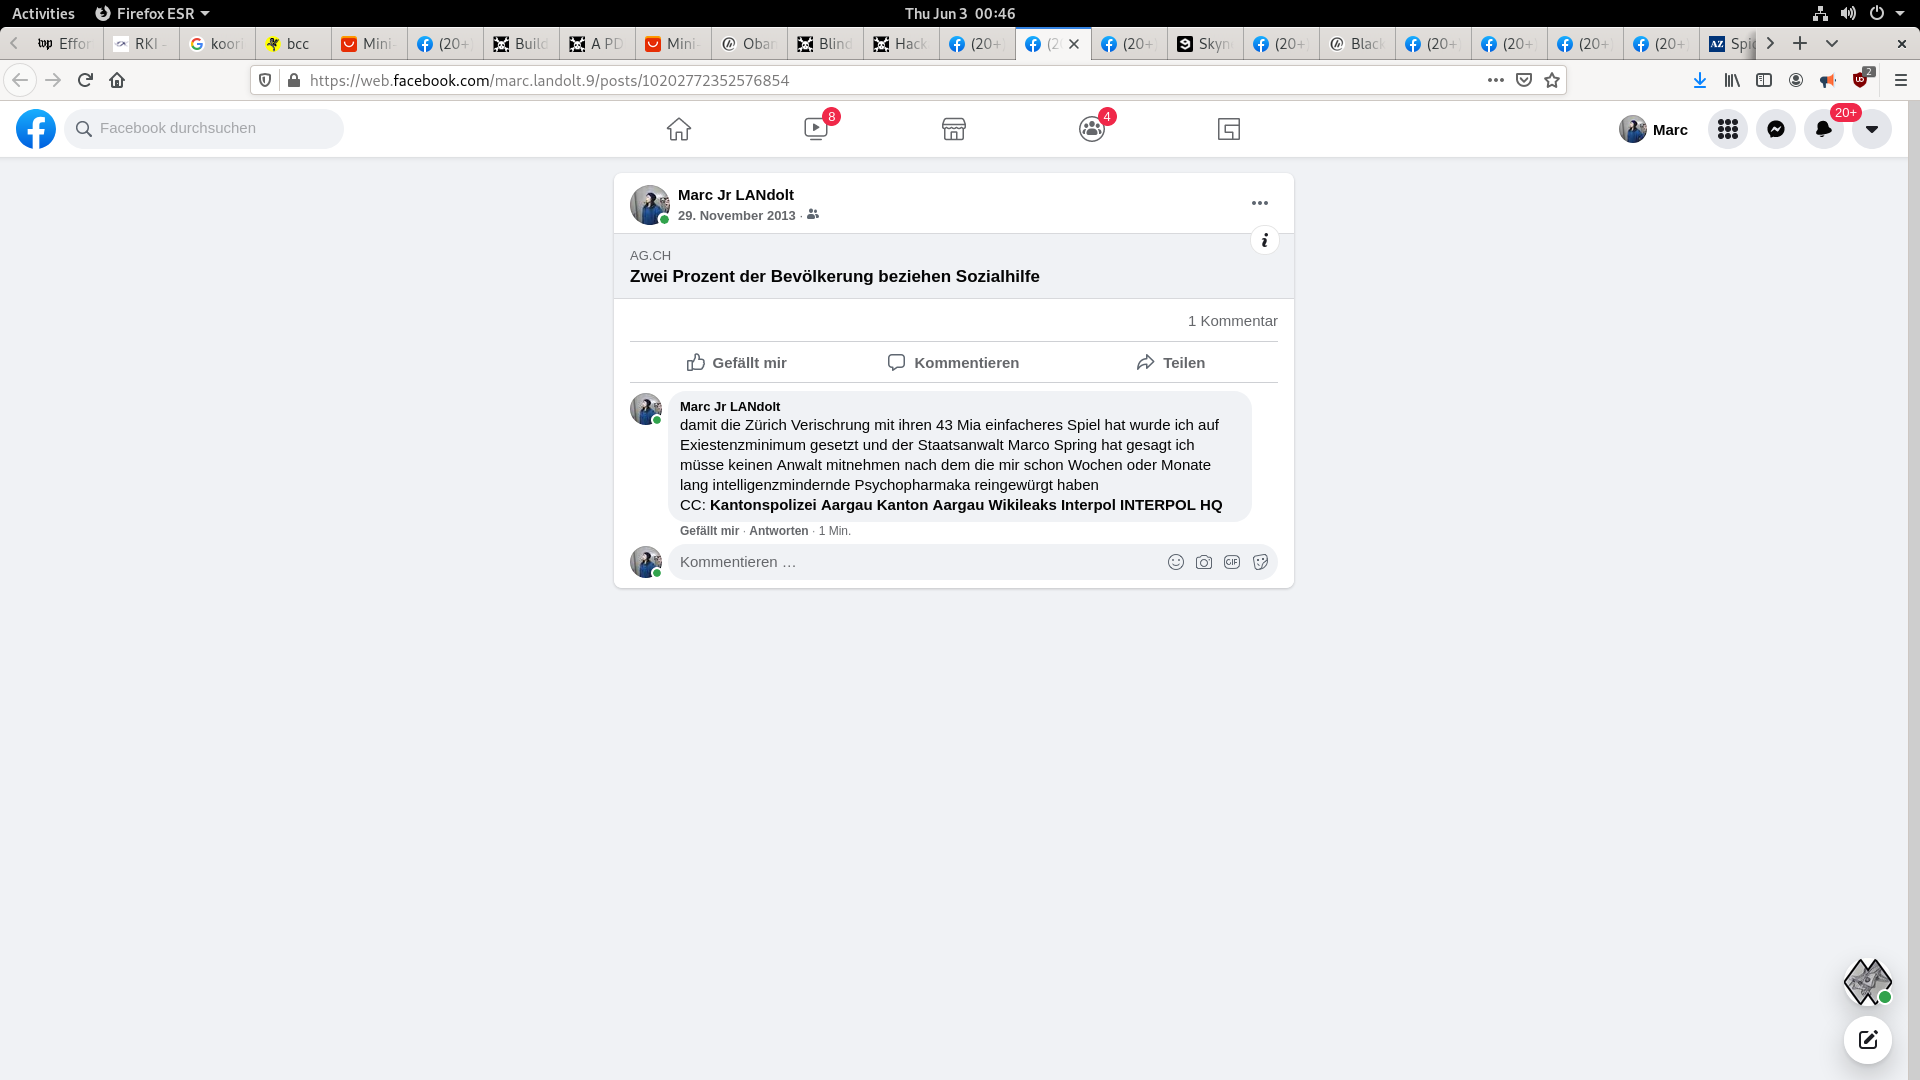 Activities
Firefox ESR
Thu Jun 3 00:46
Effor
RKI -
koor
bcc
Mini-
(20+
Build
A PD
Mini-
Obar
Blind
Hack
(20+
(20
(20+
Skyn
(20+
Black
(20+
(20+
(20+
(20+
AZ
Spic
https://web.facebook.com/marc.landolt.9/posts/10202772352576854
2
Facebook durchsuchen
8
4
Marc
20+
Marc Jr LANdolt
29. November 2013 ·
AG.CH
Zwei Prozent der Bevölkerung beziehen Sozialhilfe
1 Kommentar
Gefällt mir
Kommentieren
Teilen
Marc Jr LANdolt
damit die Zürich Verischrung mit ihren 43 Mia einfacheres Spiel hat wurde ich auf
Exiestenzminimum gesetzt und der Staatsanwalt Marco Spring hat gesagt ich
müsse keinen Anwalt mitnehmen nach dem die mir schon Wochen oder Monate
lang intelligenzmindernde Psychopharmaka reingewürgt haben
CC: Kantonspolizei Aargau Kanton Aargau Wikileaks Interpol INTERPOL HQ
Gefällt mir · Antworten · 1 Min.
Kommentieren …
GIF